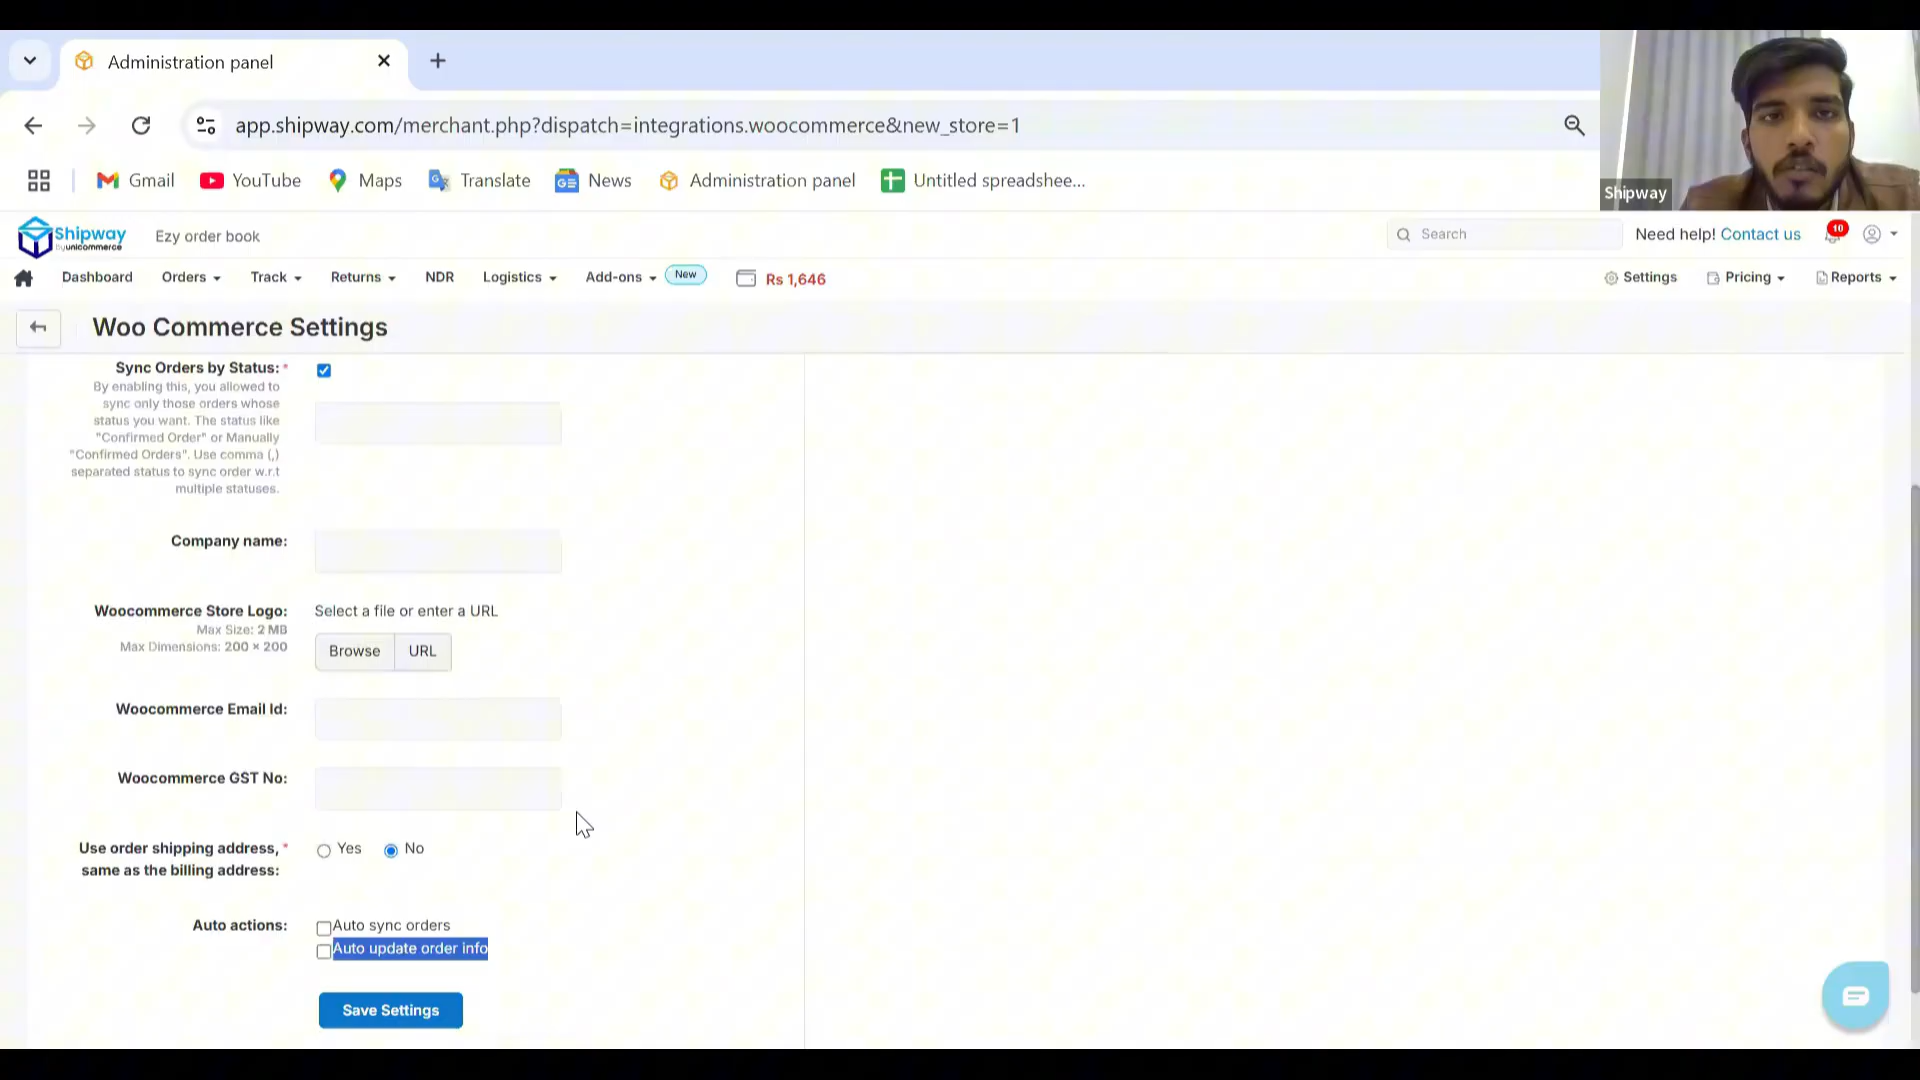 Administration panel
app.shipway.com/merchant.php?dispatch=integrations.woocommerce&new_store=1
Gmail YouTube Maps Translate News Administration panel Untitled spreadshee...
Shipway
Shipway by unicommerce Ezy order book Search Need help! Contact us 10
Dashboard Orders Track Returns NDR Logistics Add-ons New Rs 1,646 Settings Pricing Reports
Woo Commerce Settings
Sync Orders by Status: *
By enabling this, you allowed to
sync only those orders whose
status you want. The status like
"Confirmed Order" or Manually
"Confirmed Orders". Use comma (,)
separated status to sync order w.r.t
multiple statuses.
Company name:
Woocommerce Store Logo: Select a file or enter a URL
Max Size: 2 MB
Max Dimensions: 200 × 200
Browse URL
Woocommerce Email Id:
Woocommerce GST No:
Use order shipping address, * Yes No
same as the billing address:
Auto actions: Auto sync orders
Auto update order info
Save Settings